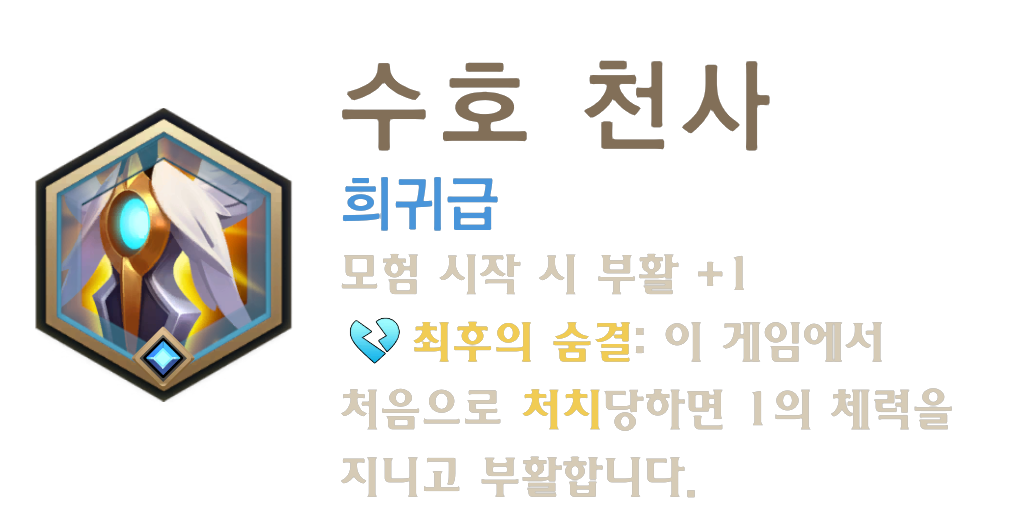 수호 천사
희귀급
모험 시작 시 부활 +1
최후의 숨결: 이 게임에서
처음으로 처치당하면 1의 체력을
지니고 부활합니다.